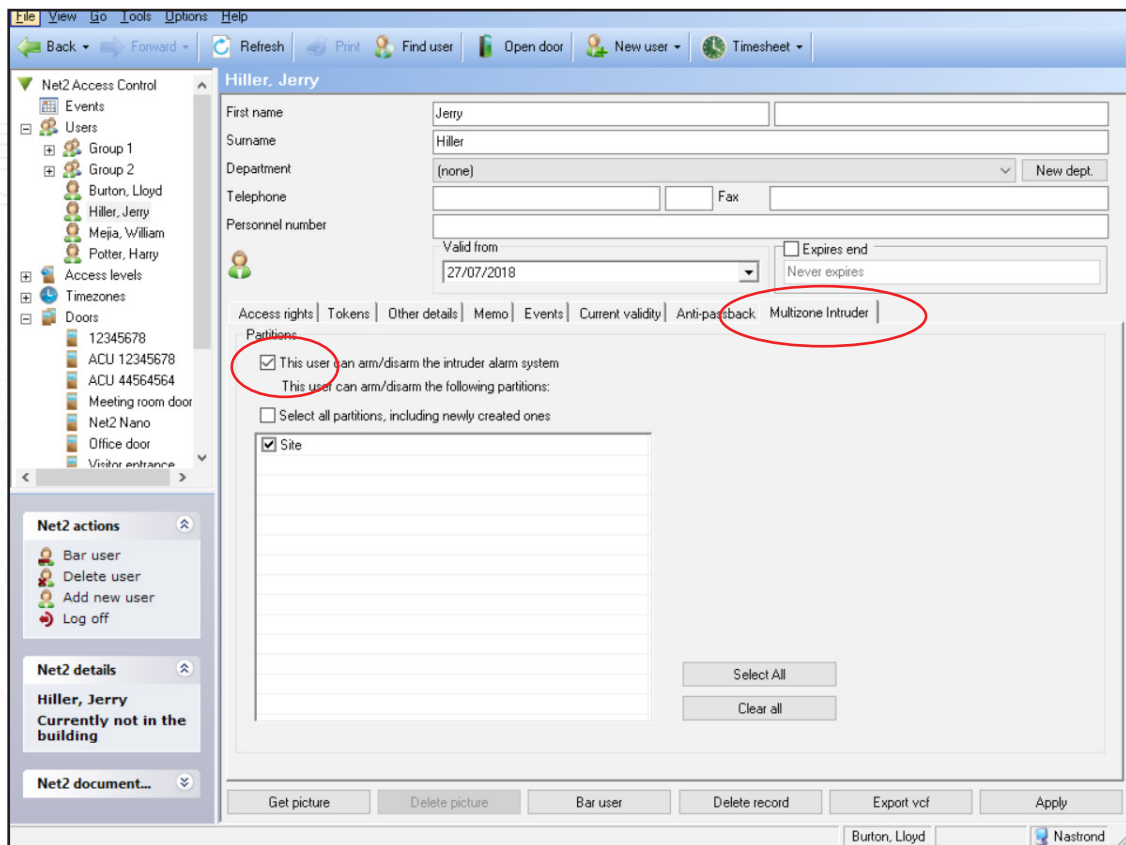 File View Go Tools Options Help
Back Forward Refresh Print Find user Open door New user Timesheet
Net2 Access Control
Events
Users
Group 1
Group 2
Burton, Lloyd
Hiller, Jerry
Mejia, William
Potter, Harry
Access levels
Timezones
Doors
12345678
ACU 12345678
ACU 44564564
Meeting room door
Net2 Nano
Office door
Visitor entrance
Net2 actions
Bar user
Delete user
Add new user
Log off
Net2 details
Hiller, Jerry
Currently not in the
building
Net2 document...
Hiller, Jerry
First name Jerry
Surname Hiller
Department (none) New dept.
Telephone Fax
Personnel number
Valid from Expires end
27/07/2018 Never expires
Access rights Tokens Other details Memo Events Current validity Anti-passback Multizone Intruder
Partitions
This user can arm/disarm the intruder alarm system
This user can arm/disarm the following partitions:
Select all partitions, including newly created ones
Site
Select All
Clear all
Get picture Delete picture Bar user Delete record Export vcf Apply
Burton, Lloyd Nastrond